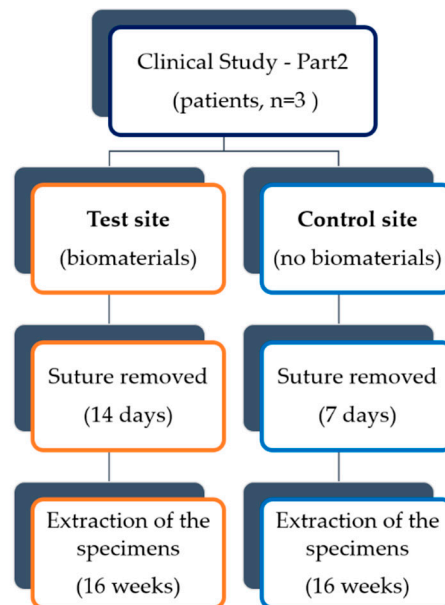 Clinical Study - Part2
(patients, n=3 )
Test site
(biomaterials)
Control site
(no biomaterials)
Suture removed
(14 days)
Suture removed
(7 days)
Extraction of the
specimens
(16 weeks)
Extraction of the
specimens
(16 weeks)